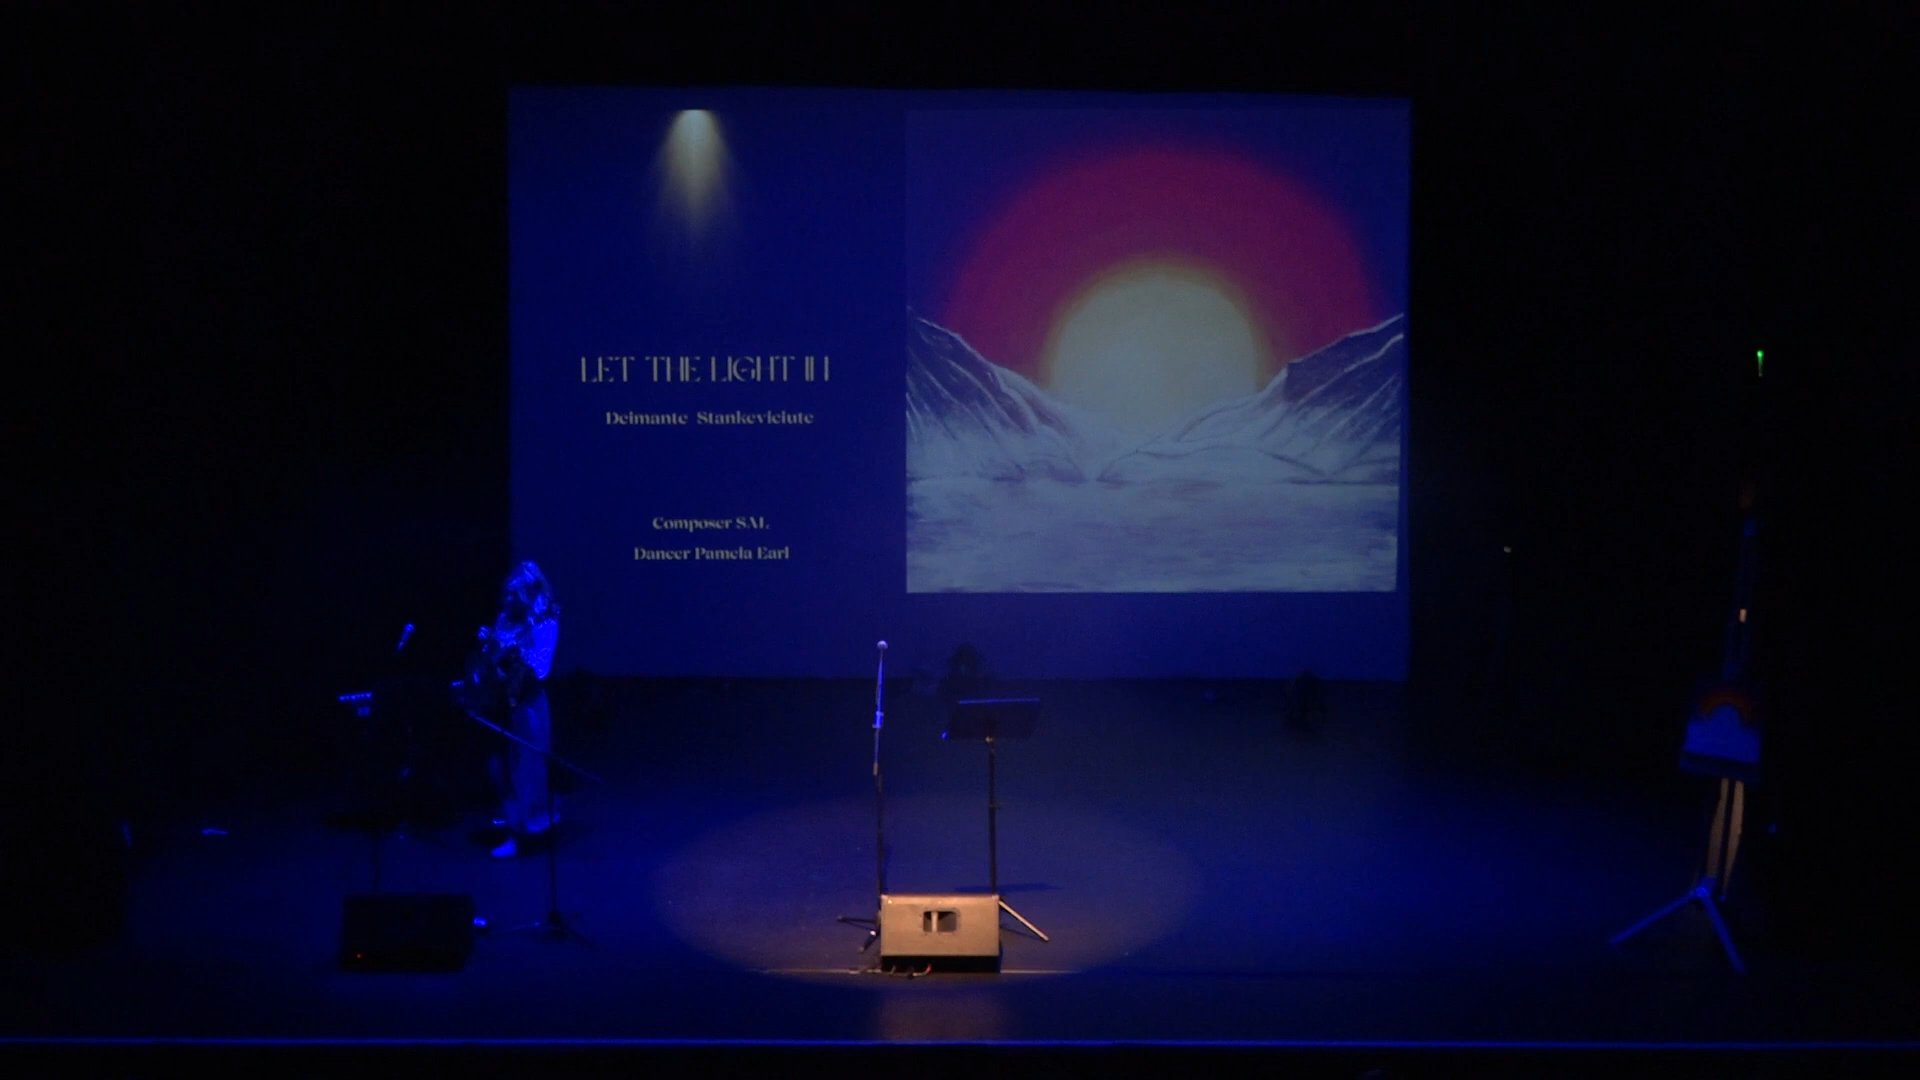 LET THE LIGHT IN
Deimante Stankeviciute
Composer SAL
Dancer Pamela Earl